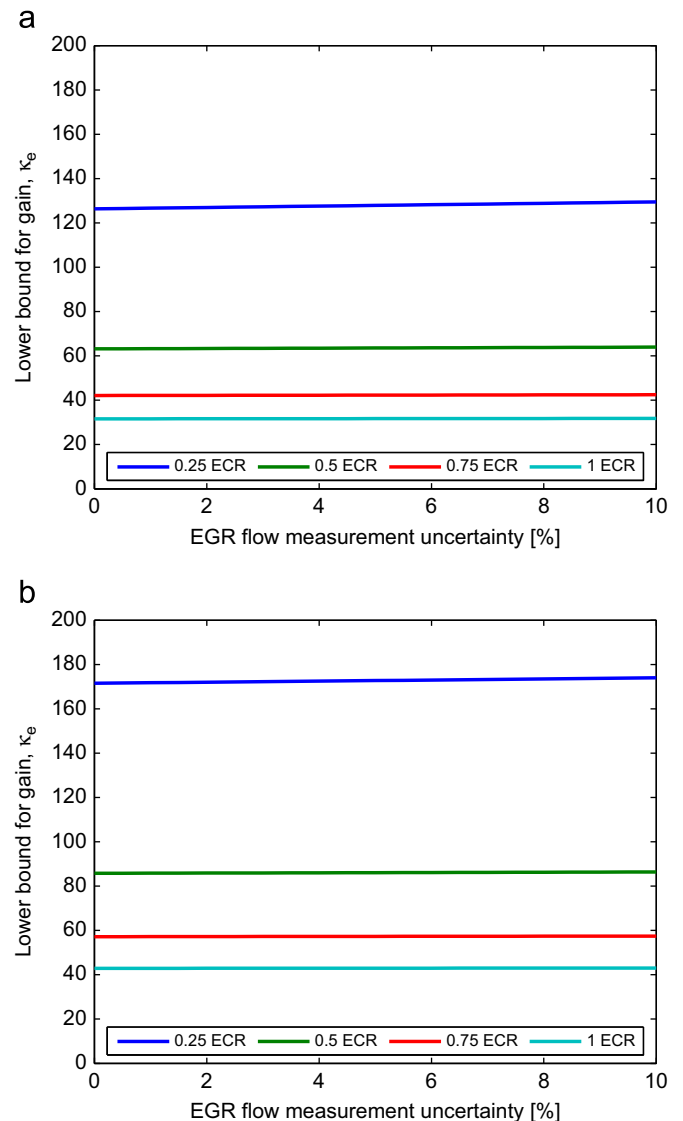 a
200
180
160
140
120
100
80
60
40
20
0
Lower bound for gain, κe
0.25 ECR 0.5 ECR 0.75 ECR 1 ECR
0 2 4 6 8 10
EGR flow measurement uncertainty [%]
b
200
180
160
140
120
100
80
60
40
20
0
Lower bound for gain, κe
0.25 ECR 0.5 ECR 0.75 ECR 1 ECR
0 2 4 6 8 10
EGR flow measurement uncertainty [%]